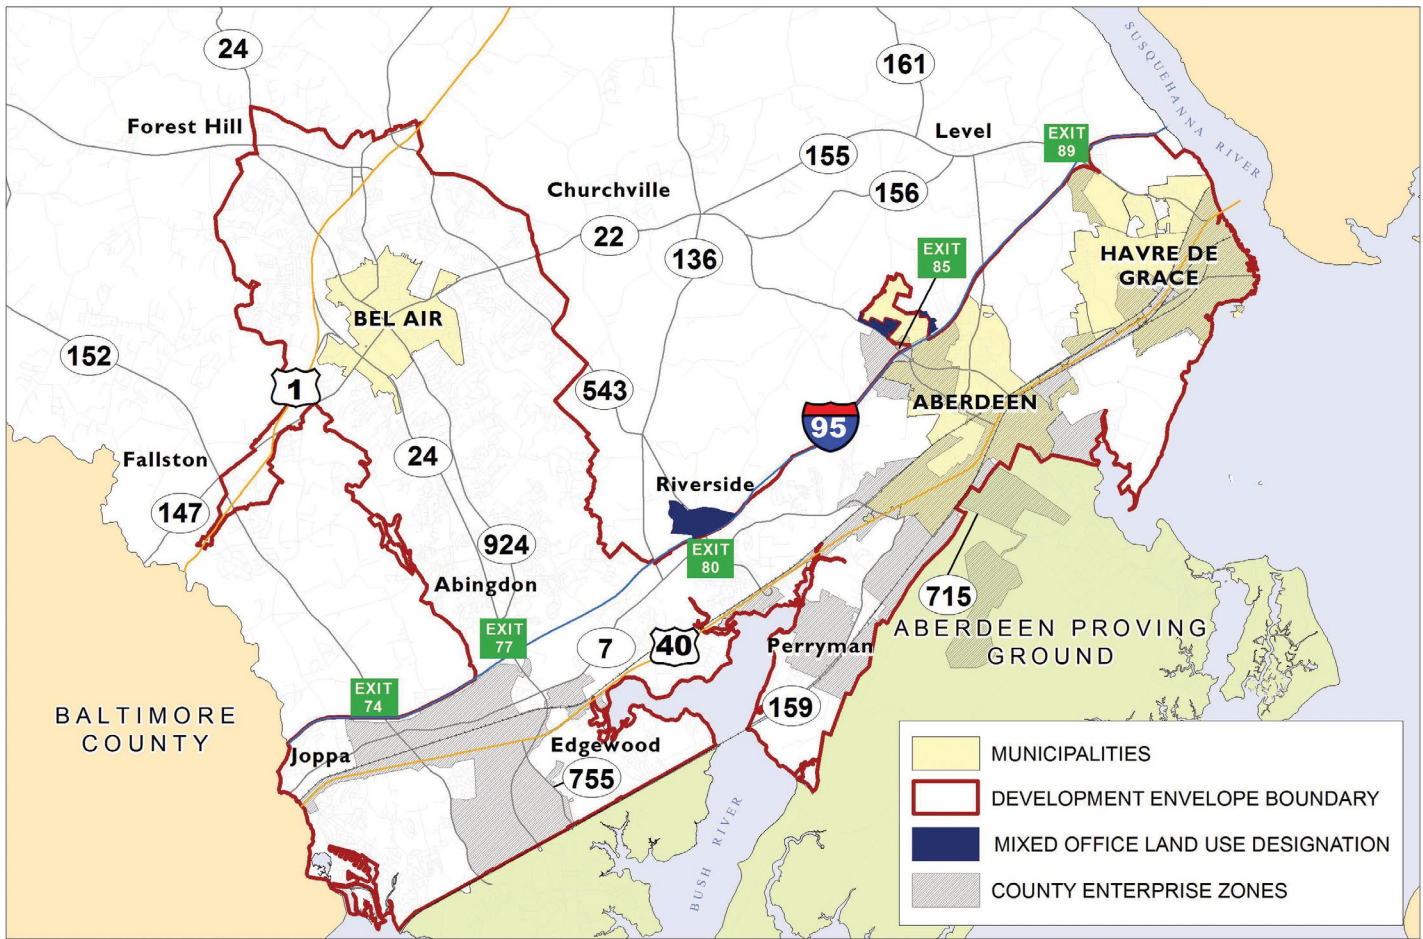 24
161
SUSQUEHANNA RIVER
Forest Hill
Level
EXIT
89
155
Churchville
156
22
136
EXIT
85
HAVRE DE
GRACE
BEL AIR
152
1
543
ABERDEEN
95
Fallston
24
Riverside
147
924
EXIT
80
Abingdon
715
EXIT
77
7
40
Perryman
ABERDEEN PROVING
GROUND
EXIT
74
159
BALTIMORE
COUNTY
Joppa
Edgewood
755
BUSH RIVER
MUNICIPALITIES
DEVELOPMENT ENVELOPE BOUNDARY
MIXED OFFICE LAND USE DESIGNATION
COUNTY ENTERPRISE ZONES